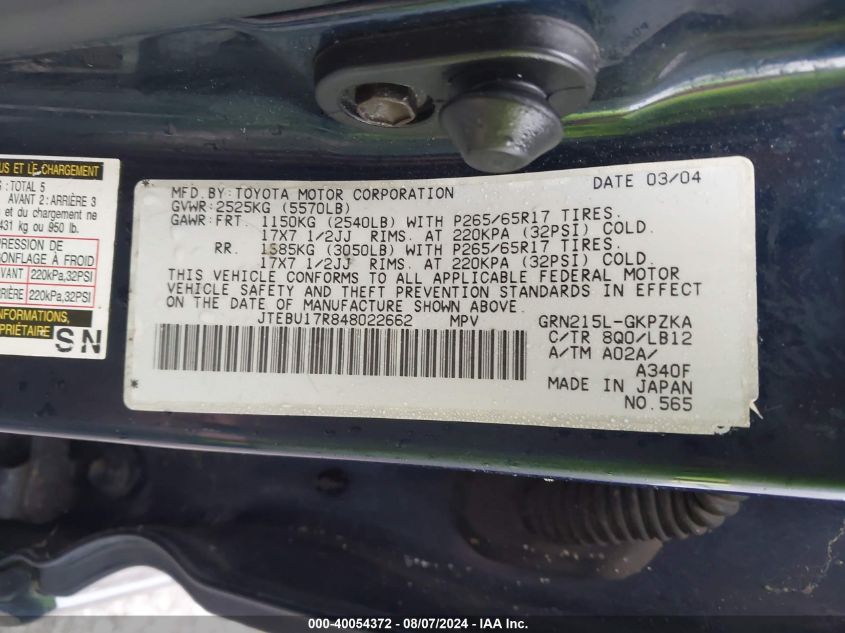 US ET LE CHARGEMENT
: TOTAL 5
AVANT 2: ARRIÈRE 3
et du chargement ne
431 kg ou 950 lb.
PRESSION DE
GONFLAGE À FROID
AVANT 220kPa,32PSI
ARRIÈRE 220kPa,32PSI
PRIÉTAIRE
SN
DATE 03/04
MFD. BY: TOYOTA MOTOR CORPORATION
GVWR: 2525KG (5570LB)
GAWR: FRT. 1150KG (2540LB) WITH P265/65R17 TIRES.
17X7 1/2JJ RIMS. AT 220KPA (32PSI) COLD.
RR. 1385KG (3050LB) WITH P265/65R17 TIRES.
17X7 1/2JJ RIMS. AT 220KPA (32PSI) COLD.
THIS VEHICLE CONFORMS TO ALL APPLICABLE FEDERAL MOTOR
VEHICLE SAFETY AND THEFT PREVENTION STANDARDS IN EFFECT
ON THE DATE OF MANUFACTURE SHOWN ABOVE.
JTEBU17R848022662 MPV GRN215L-GKPZKA
C/TR 8Q0/LB12
A/TM A02A/
A340F
MADE IN JAPAN
NO.565
000-40054372 - 08/07/2024 - IAA Inc.